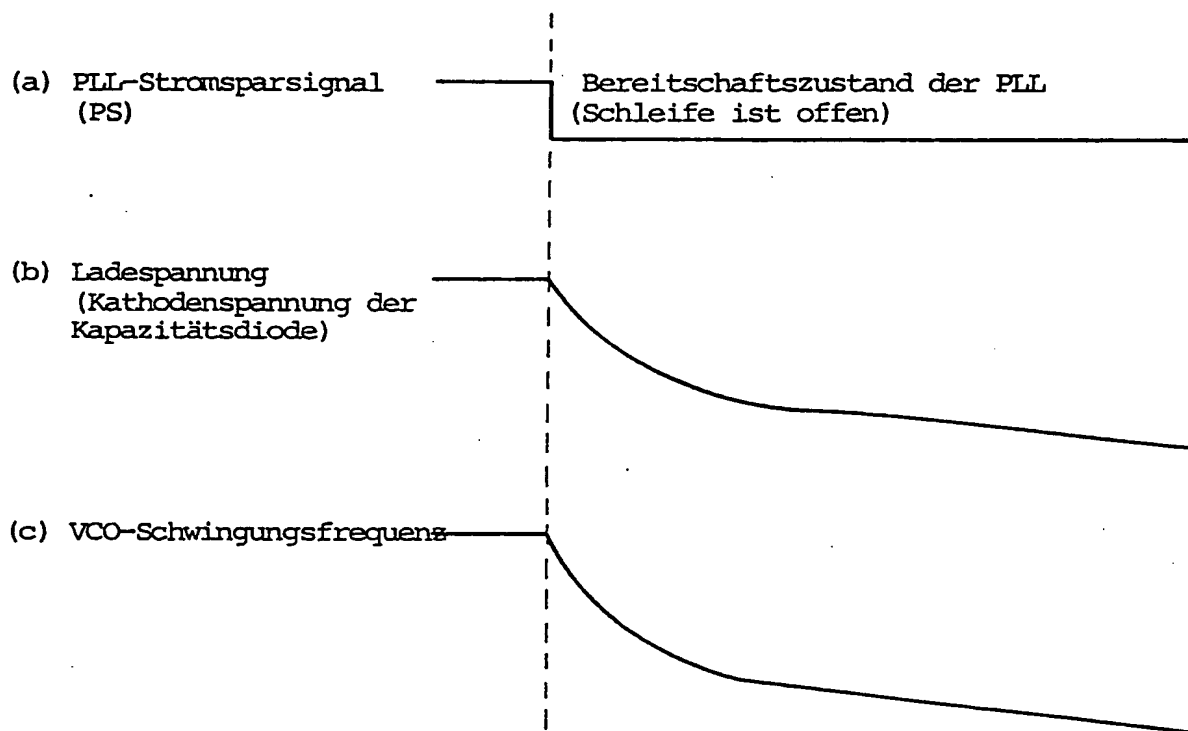 (a) PLL-Stromsparsignal
(PS)
Bereitschaftszustand der PLL
(Schleife ist offen)
(b) Ladespannung
(Kathodenspannung der
Kapazitätsdiode)
(c) VCO-Schwingungsfrequenz